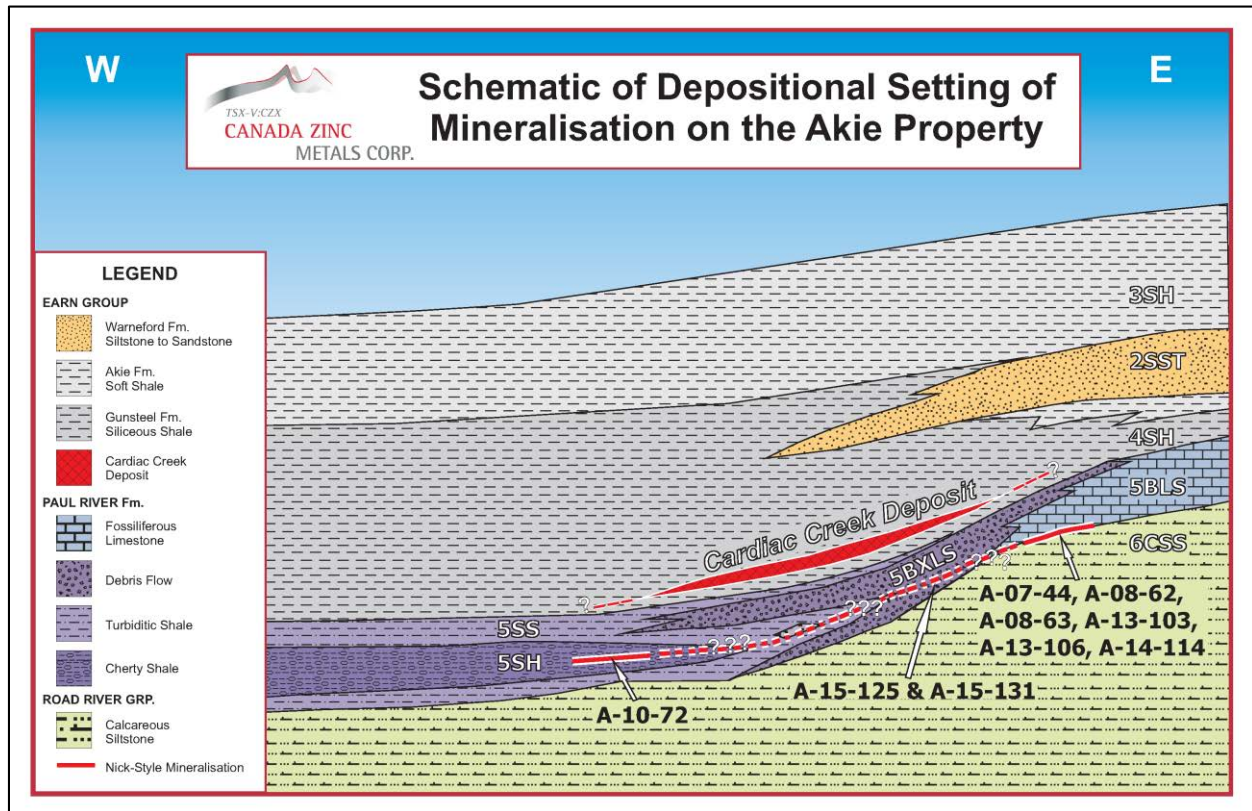 W
E
TSX-V:CZX
CANADA ZINC
METALS CORP.
Schematic of Depositional Setting of
Mineralisation on the Akie Property
LEGEND
EARN GROUP
Warneford Fm.
Siltstone to Sandstone
Akie Fm.
Soft Shale
Gunsteel Fm.
Siliceous Shale
Cardiac Creek
Deposit
PAUL RIVER Fm.
Fossiliferous
Limestone
Debris Flow
Turbiditic Shale
Cherty Shale
ROAD RIVER GRP.
Calcareous
Siltstone
Nick-Style Mineralisation
3SH
2SST
4SH
5BLS
6CSS
?
Cardiac Creek Deposit
?
5BXLS
???
???
???
5SS
5SH
A-07-44, A-08-62,
A-08-63, A-13-103,
A-13-106, A-14-114
A-15-125 & A-15-131
A-10-72